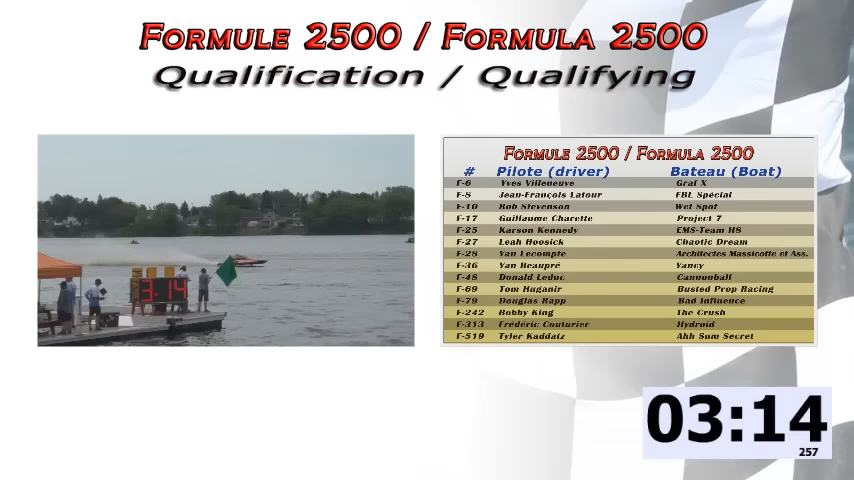 FORMULE 2500 / FORMULA 2500
Qualification / Qualifying
FORMULE 2500 / FORMULA 2500
# Pilote (driver) Bateau (Boat)
F-6 Yves Villeneuve Graf X
F-8 Jean-François Latour FBL Special
F-10 Bob Stevenson Wet Spot
F-17 Guillaume Charette Project 7
F-25 Karson Kennedy EMS-Team HS
F-27 Leah Hoosick Chaotic Dream
F-28 Yan Lecompte Architectes Massicotte et Ass.
F-36 Yan Beaupré Yancy
F-48 Donald Leduc Cannonball
F-69 Tom Huganir Busted Prop Racing
F-79 Douglas Rapp Bad Influence
F-242 Bobby King The Crush
F-313 Frédéric Couturier Hydroid
F-519 Tyler Kaddatz Ahh Sum Secret
3:14
03:14
257